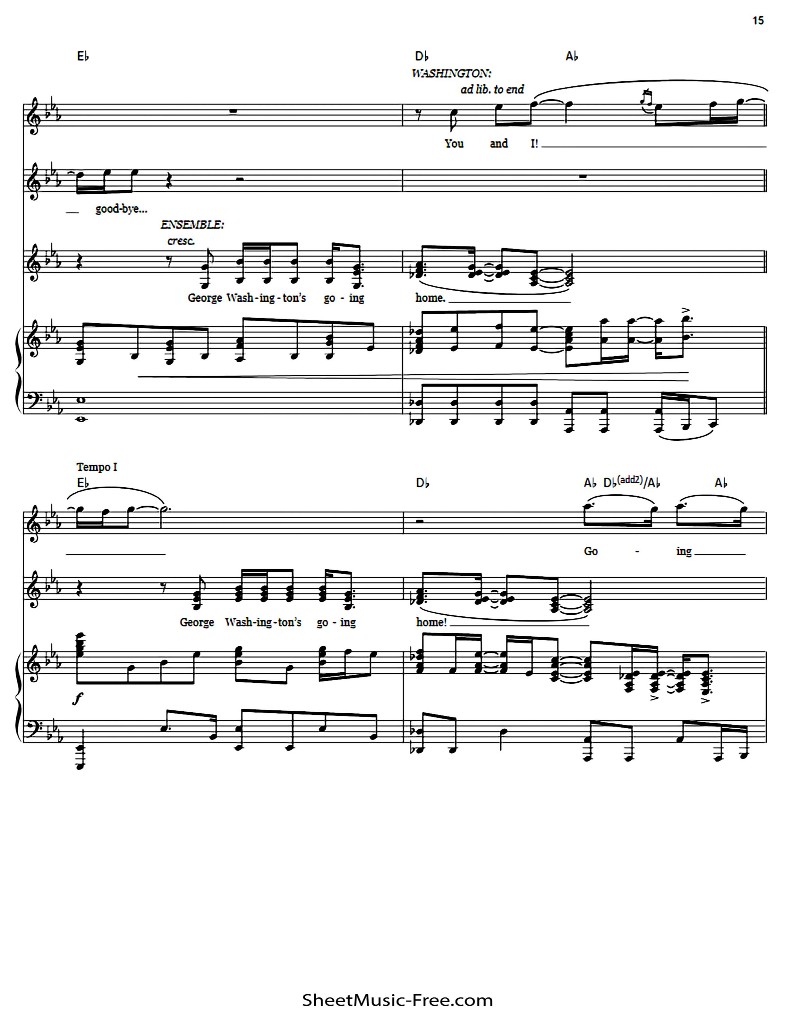 15
E♭ D♭ A♭
WASHINGTON:
ad lib. to end
You and I!
good-bye...
ENSEMBLE:
cresc.
George Wash-ing-ton's go-ing home.
Tempo I
E♭ D♭ A♭ D♭(add2)/A♭ A♭
Go - ing
George Wash-ing-ton's go-ing home!
f
SheetMusic-Free.com